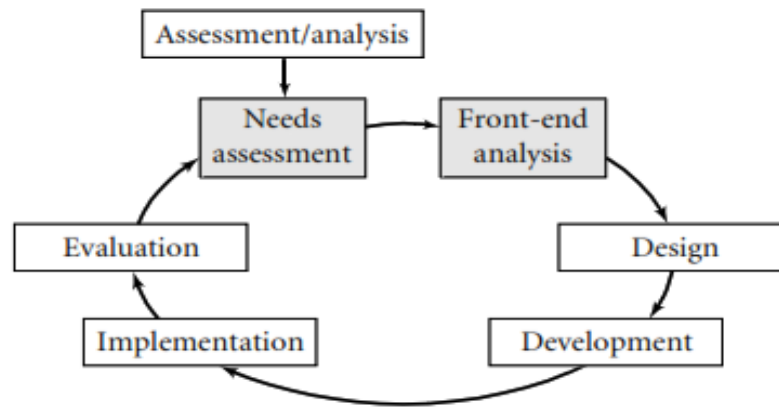 Assessment/analysis
Needs
assessment
Front-end
analysis
Evaluation
Design
Implementation
Development